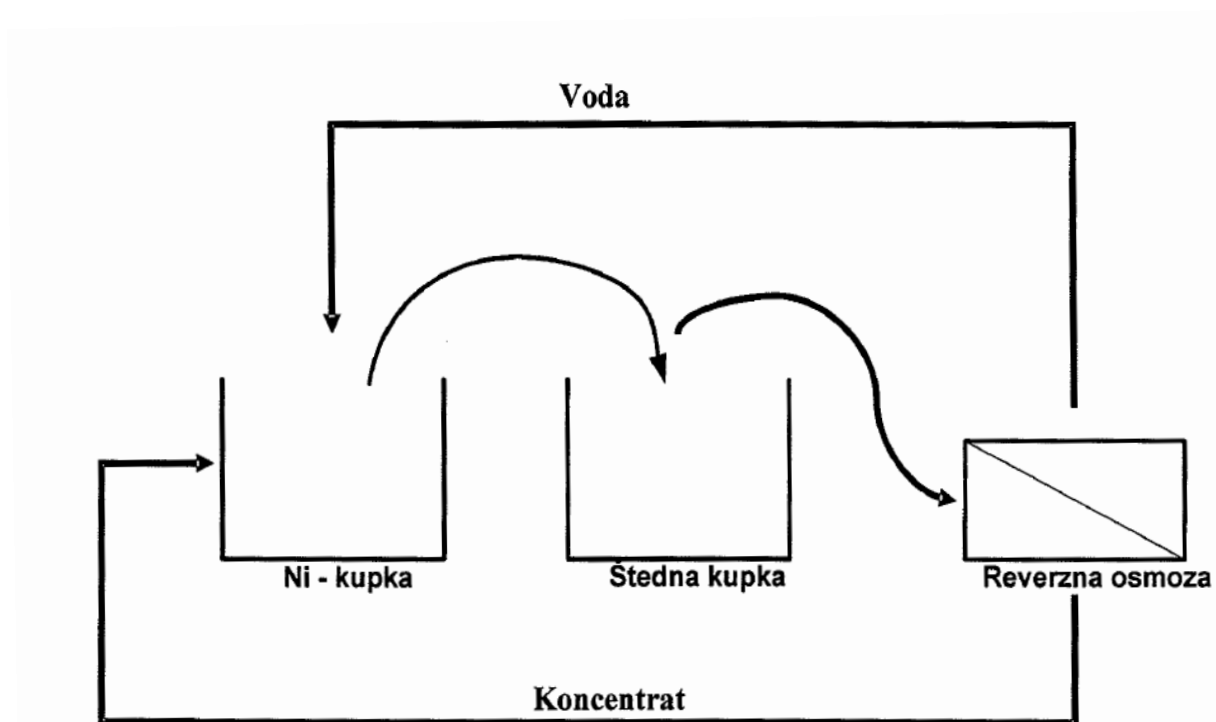 Voda
Ni - kupka
Štedna kupka
Reverzna osmoza
Koncentrat